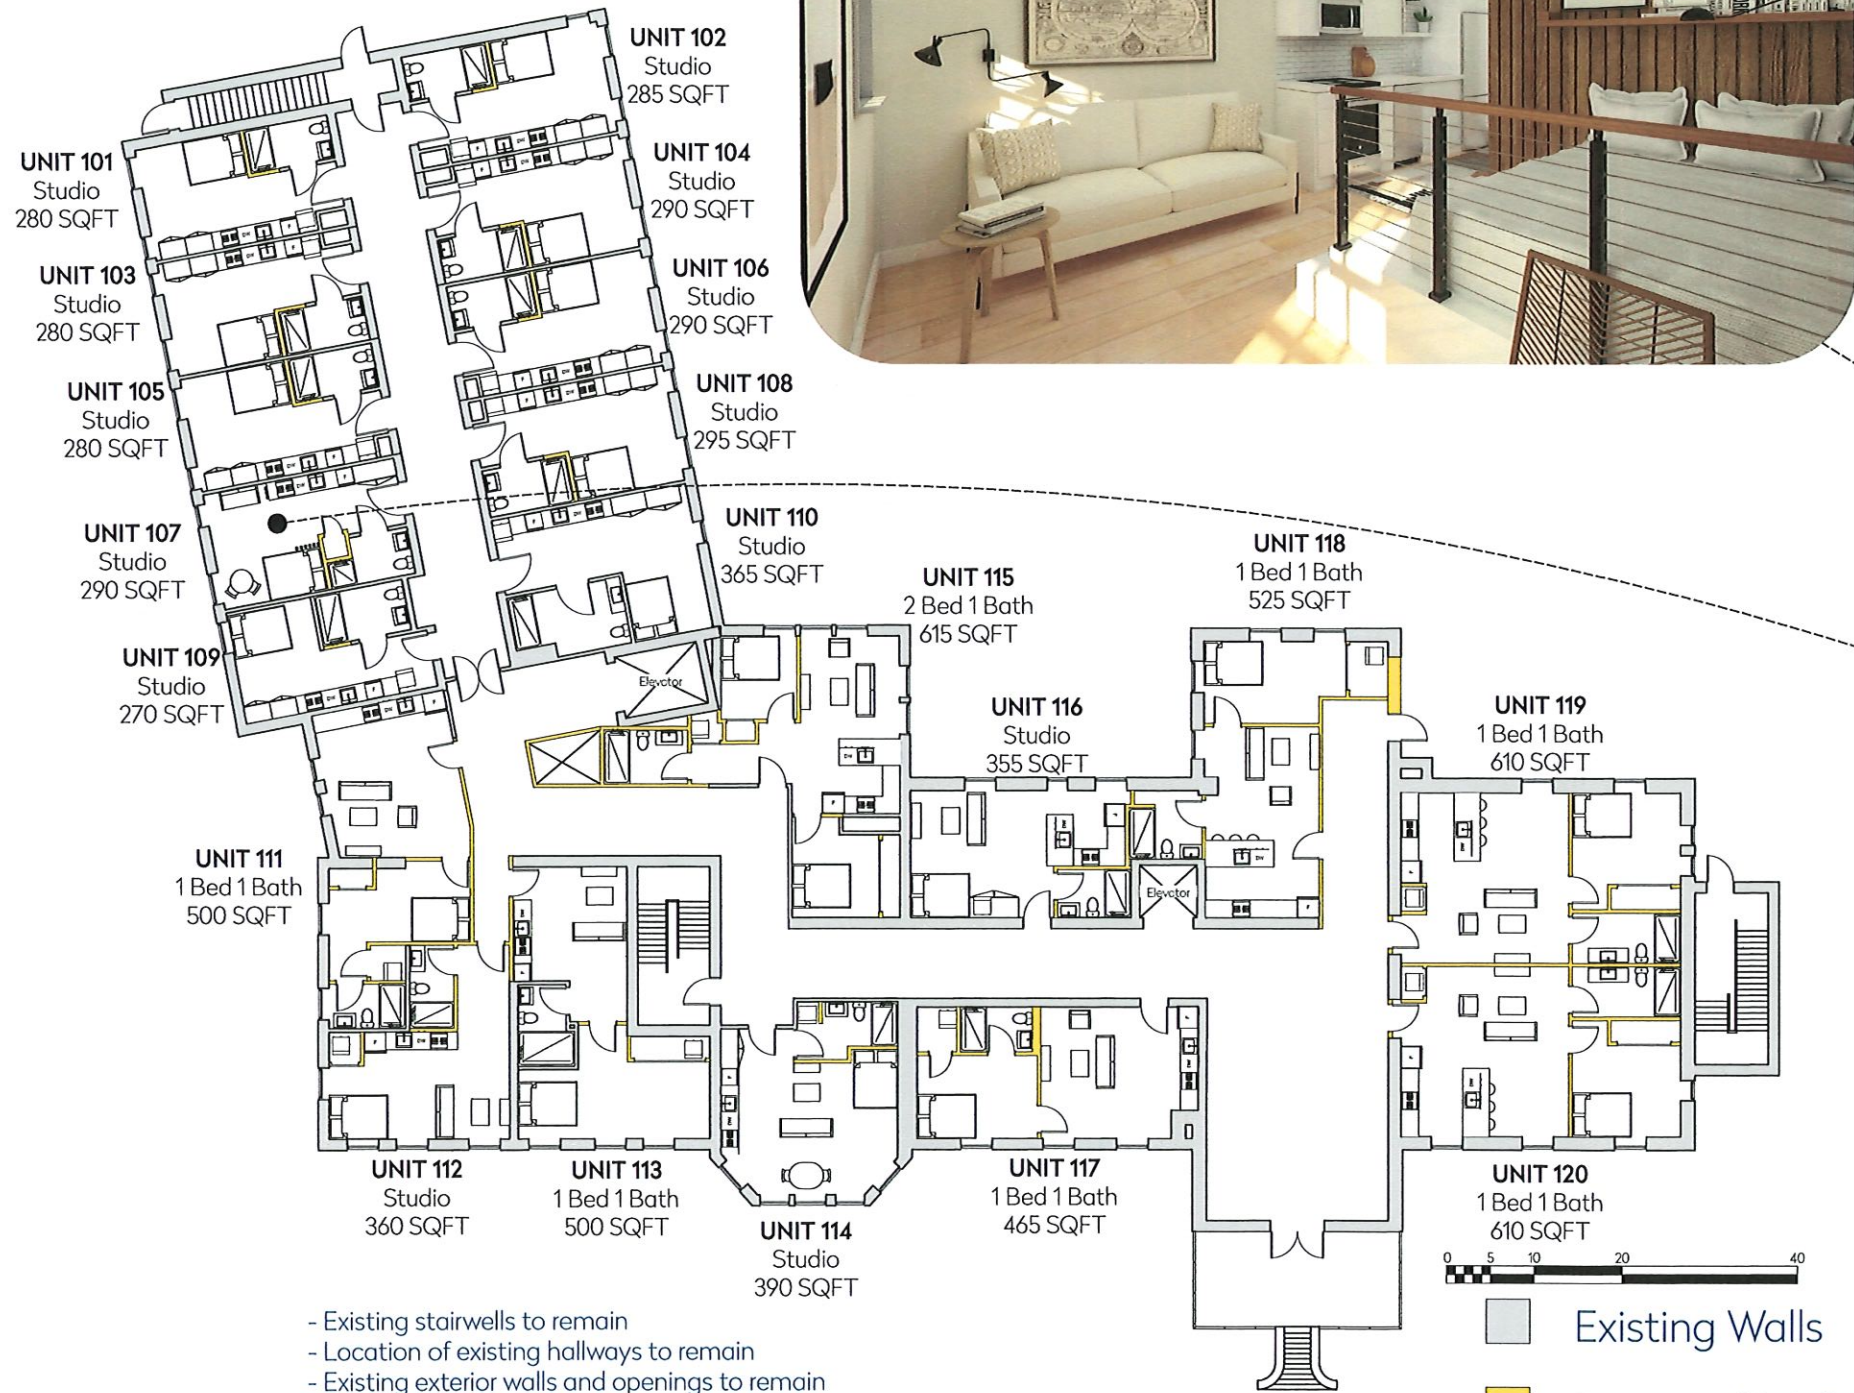 UNIT 102
Studio
285 SQFT
UNIT 101
Studio
280 SQFT
UNIT 104
Studio
290 SQFT
UNIT 103
Studio
280 SQFT
UNIT 106
Studio
290 SQFT
UNIT 105
Studio
280 SQFT
UNIT 108
Studio
295 SQFT
UNIT 107
Studio
290 SQFT
UNIT 110
Studio
365 SQFT
UNIT 109
Studio
270 SQFT
Elevator
UNIT 115
2 Bed 1 Bath
615 SQFT
UNIT 118
1 Bed 1 Bath
525 SQFT
UNIT 116
Studio
355 SQFT
UNIT 119
1 Bed 1 Bath
610 SQFT
Elevator
UNIT 111
1 Bed 1 Bath
500 SQFT
UNIT 112
Studio
360 SQFT
UNIT 113
1 Bed 1 Bath
500 SQFT
UNIT 114
Studio
390 SQFT
UNIT 117
1 Bed 1 Bath
465 SQFT
UNIT 120
1 Bed 1 Bath
610 SQFT
0 5 10 20 40
Existing Walls
- Existing stairwells to remain
- Location of existing hallways to remain
- Existing exterior walls and openings to remain